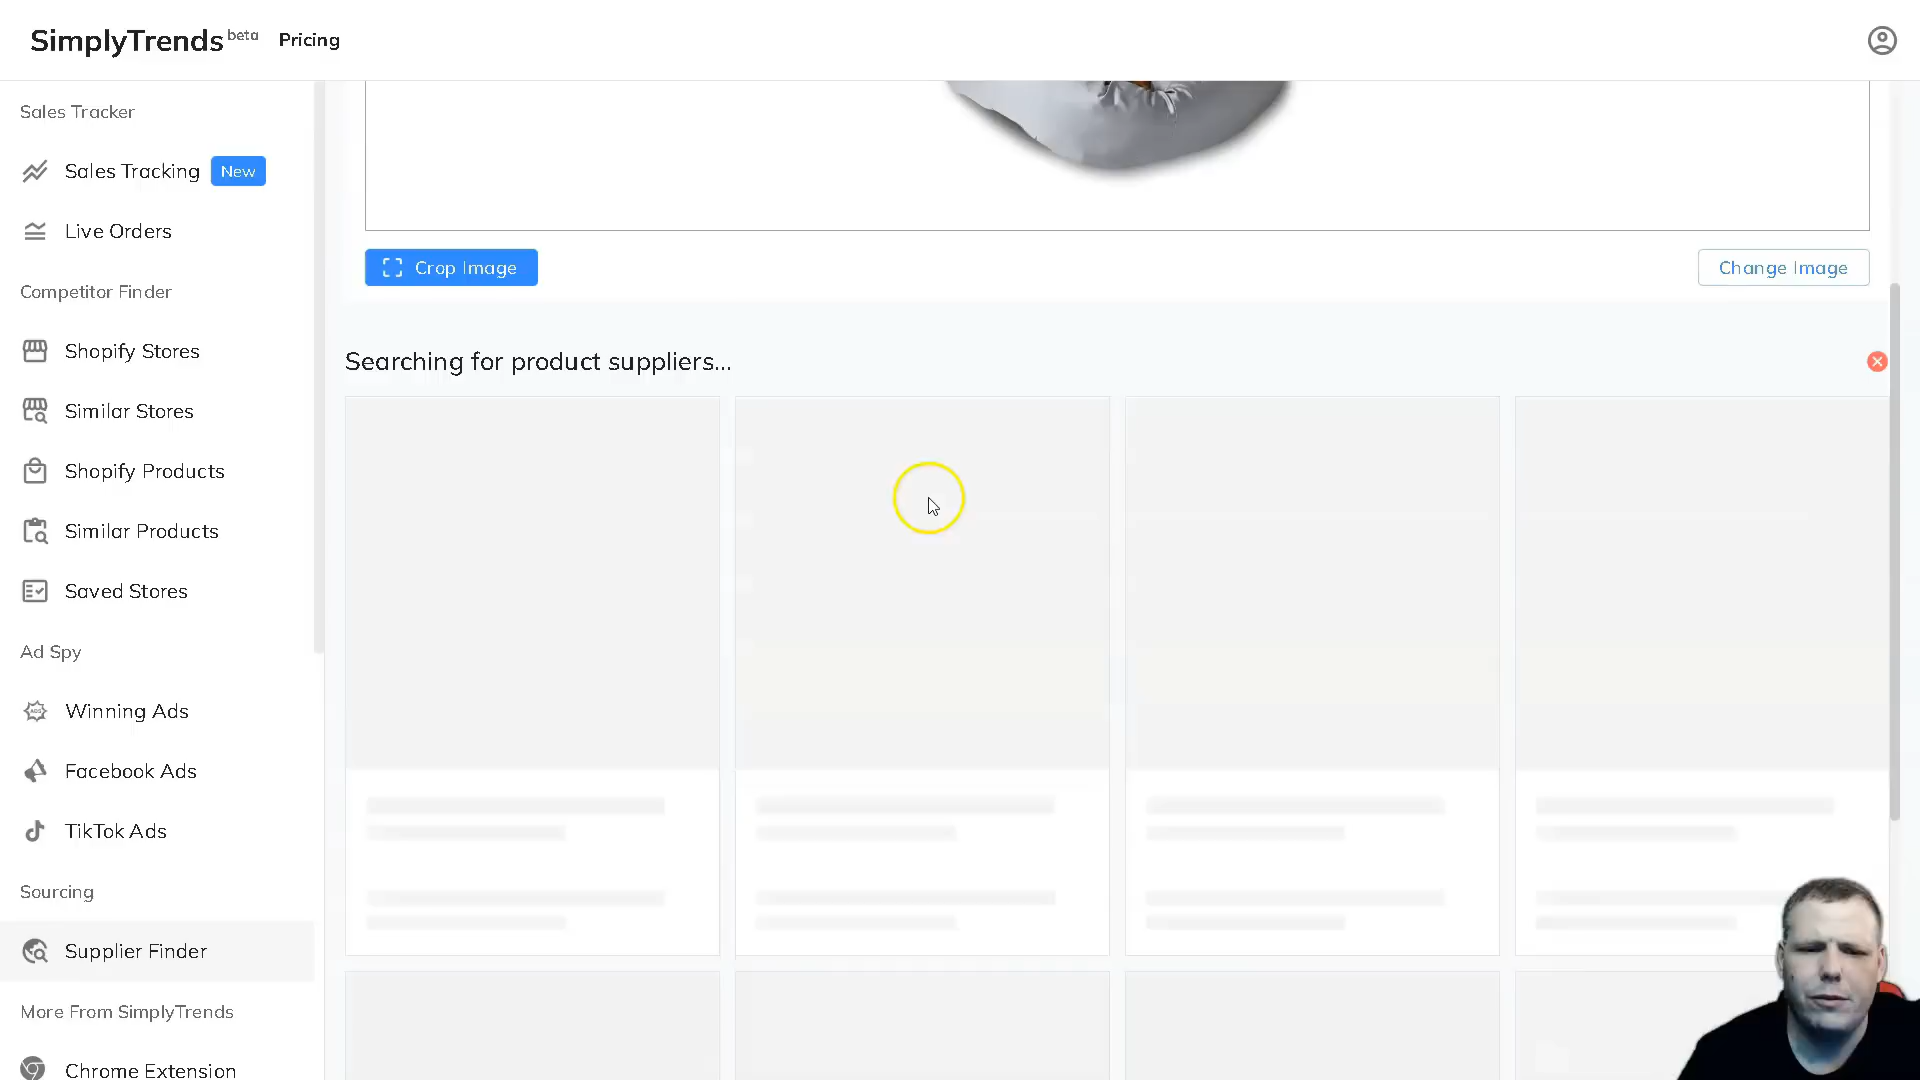 SimplyTrends beta
Pricing
Sales Tracker
Sales Tracking New
Live Orders
Competitor Finder
Shopify Stores
Similar Stores
Shopify Products
Similar Products
Saved Stores
Ad Spy
Winning Ads
Facebook Ads
TikTok Ads
Sourcing
Supplier Finder
More From SimplyTrends
Chrome Extension
Crop Image
Change Image
Searching for product suppliers...